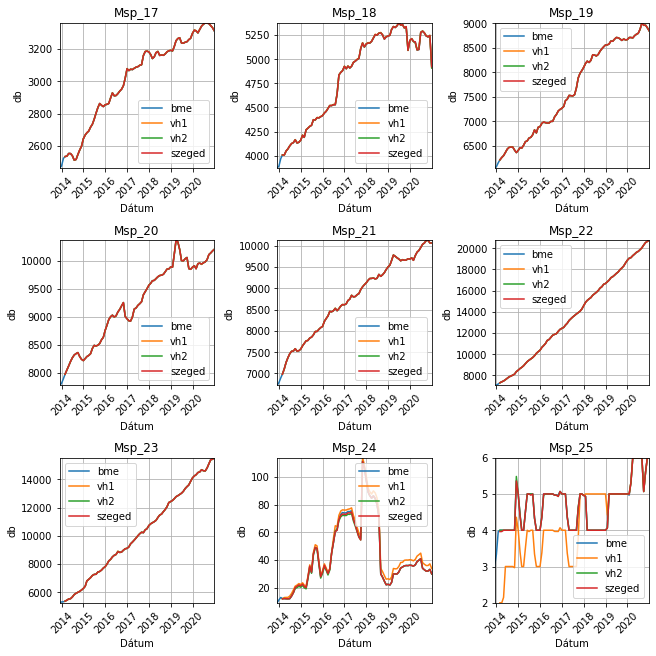 Msp_17
3200
3000
2800
2600
db
bme
vh1
vh2
szeged
2014
2015
2016
2017
2018
2019
2020
Dátum
Msp_18
5250
5000
4750
4500
4250
4000
db
bme
vh1
vh2
szeged
2014
2015
2016
2017
2018
2019
2020
Dátum
Msp_19
9000
8500
8000
7500
7000
6500
db
bme
vh1
vh2
szeged
2014
2015
2016
2017
2018
2019
2020
Dátum
Msp_20
10000
9500
9000
8500
8000
db
bme
vh1
vh2
szeged
2014
2015
2016
2017
2018
2019
2020
Dátum
Msp_21
10000
9500
9000
8500
8000
7500
7000
db
bme
vh1
vh2
szeged
2014
2015
2016
2017
2018
2019
2020
Dátum
Msp_22
20000
18000
16000
14000
12000
10000
8000
db
bme
vh1
vh2
szeged
2014
2015
2016
2017
2018
2019
2020
Dátum
Msp_23
14000
12000
10000
8000
6000
db
bme
vh1
vh2
szeged
2014
2015
2016
2017
2018
2019
2020
Dátum
Msp_24
100
80
60
40
20
db
bme
vh1
vh2
szeged
2014
2015
2016
2017
2018
2019
2020
Dátum
Msp_25
6
5
4
3
2
db
bme
vh1
vh2
szeged
2014
2015
2016
2017
2018
2019
2020
Dátum